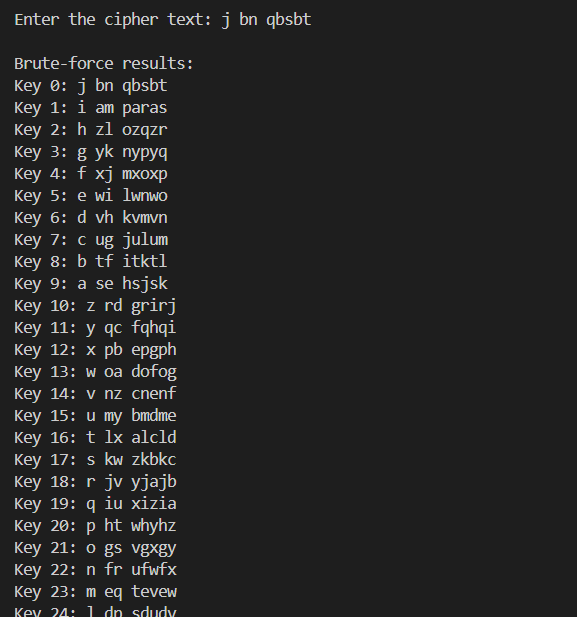 Enter the cipher text: j bn qbsbt
Brute-force results:
Key 0: j bn qbsbt
Key 1: i am paras
Key 2: h zl ozqzr
Key 3: g yk nypyq
Key 4: f xj mxoxp
Key 5: e wi lwnwo
Key 6: d vh kvmvn
Key 7: c ug julum
Key 8: b tf itktl
Key 9: a se hsjsk
Key 10: z rd grirj
Key 11: y qc fqhqi
Key 12: x pb epgph
Key 13: w oa dofog
Key 14: v nz cnenf
Key 15: u my bmdme
Key 16: t lx alcld
Key 17: s kw zkbkc
Key 18: r jv yjajb
Key 19: q iu xizia
Key 20: p ht whyhz
Key 21: o gs vgxgy
Key 22: n fr ufwfx
Key 23: m eq tevew
Key 24: l dp sdudv